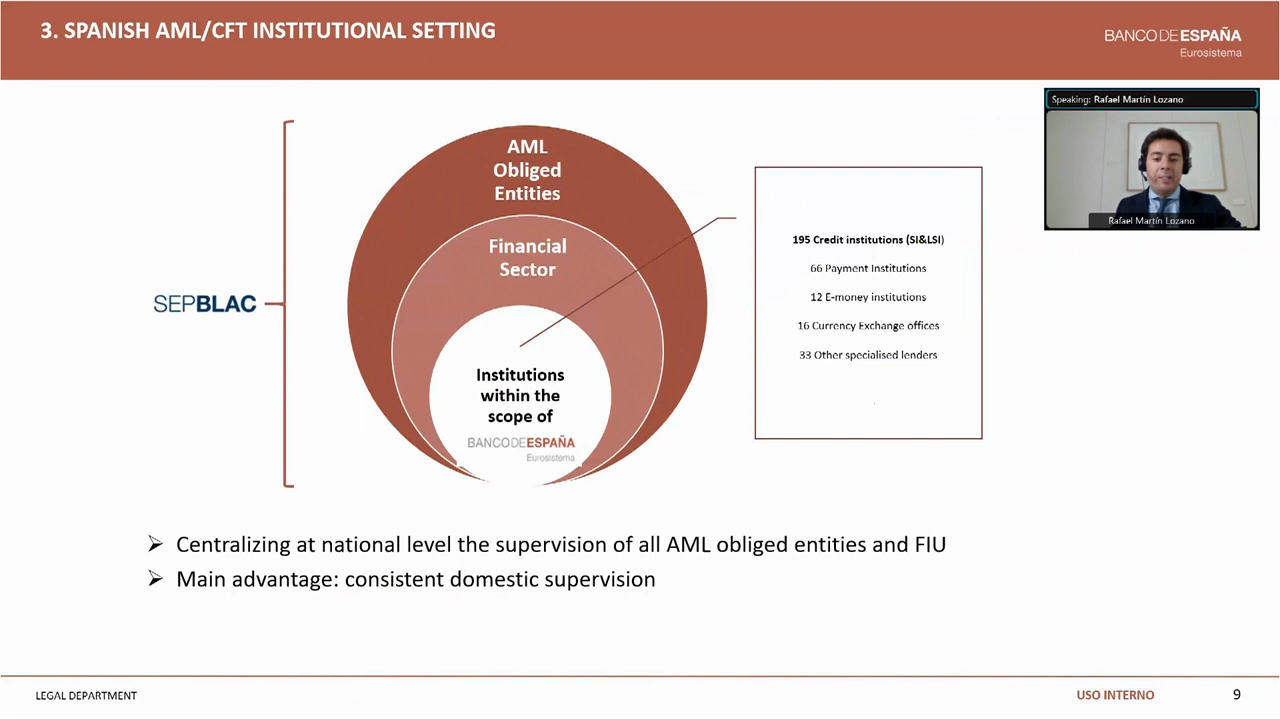 3. SPANISH AML/CFT INSTITUTIONAL SETTING
BANCODEESPAÑA
Eurosistema
Speaking: Rafael Martín Lozano
Rafael Martín Lozano
AML
Obliged
Entities
Financial
Sector
SEPBLAC
Institutions
within the
scope of
BANCODEESPAÑA
Eurosistema
195 Credit institutions (SI&LSI)
66 Payment Institutions
12 E-money institutions
16 Currency Exchange offices
33 Other specialised lenders
.
➢ Centralizing at national level the supervision of all AML obliged entities and FIU
➢ Main advantage: consistent domestic supervision
LEGAL DEPARTMENT
USO INTERNO
9